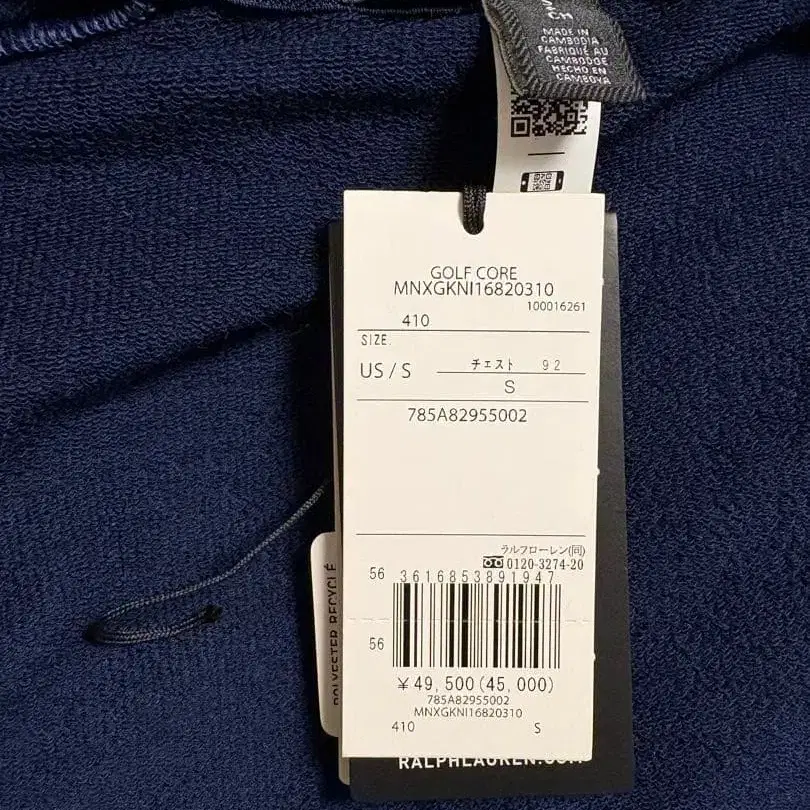 CH
MADE IN
CAMBODIA
FABRIQUÉ AU
CAMBODGE
HECHO EN
CAMBOYA
GOLF CORE
MNXGKNI16820310
100016261
410
SIZE.
US / S
チェスト 92
S
785A82955002
ラルフローレン(同)
0120-3274-20
56
3616853891947
56
¥ 49,500 (45,000)
785A82955002
MNXGKNI16820310
410 S
POLYESTER RECYCLÉ
RALPHLAUREN.COM